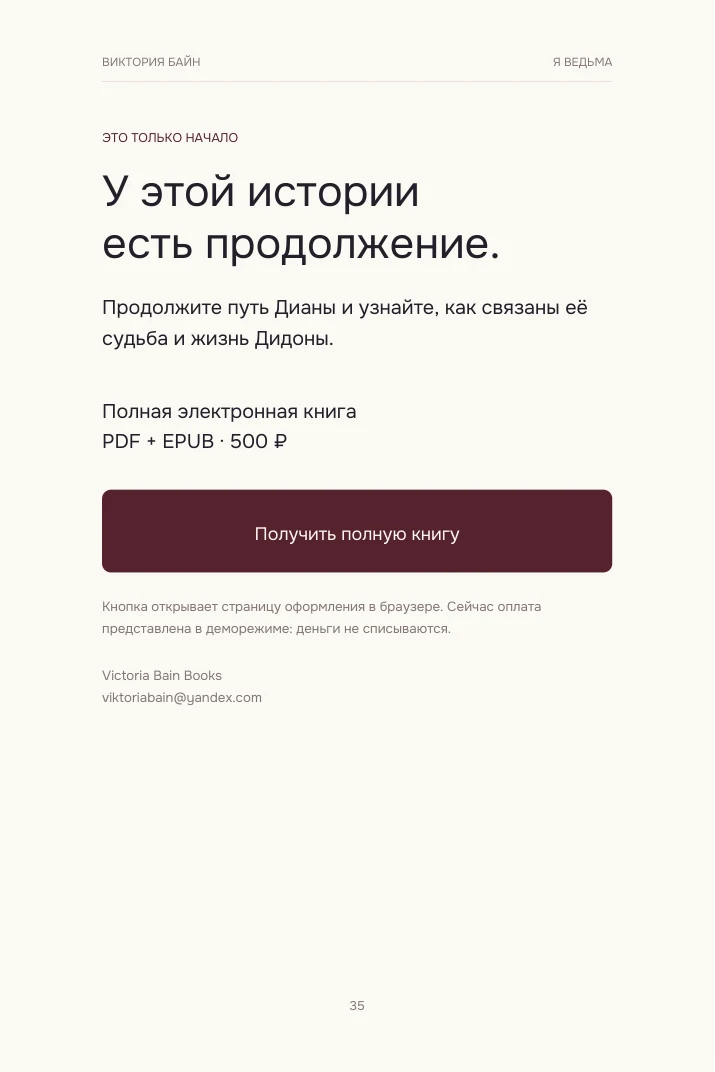 ВИКТОРИЯ БАЙН
Я ВЕДЬМА
ЭТО ТОЛЬКО НАЧАЛО
У этой истории
есть продолжение.
Продолжите путь Дианы и узнайте, как связаны её
судьба и жизнь Дидоны.
Полная электронная книга
PDF + EPUB · 500 ₽
Получить полную книгу
Кнопка открывает страницу оформления в браузере. Сейчас оплата
представлена в деморежиме: деньги не списываются.
Victoria Bain Books
viktoriabain@yandex.com
35